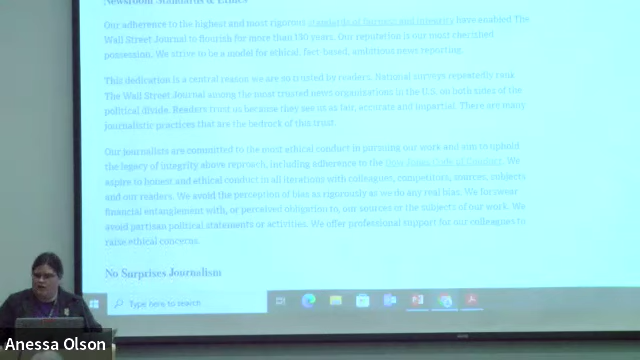 Newsroom Standards & Ethics
Our adherence to the highest and most rigorous standards of fairness and integrity have enabled The
Wall Street Journal to flourish for more than 130 years. Our reputation is our most cherished
possession. We strive to be a model for ethical, fact-based, ambitious news reporting.
This dedication is a central reason we are so trusted by readers. National surveys repeatedly rank
The Wall Street Journal among the most trusted news organizations in the U.S. on both sides of the
political divide. Readers trust us because they see us as fair, accurate and impartial. There are many
journalistic practices that are the bedrock of this trust.
Our journalists are committed to the most ethical conduct in pursuing our work and aim to uphold
the legacy of integrity above reproach, including adherence to the Dow Jones Code of Conduct. We
aspire to honest and ethical conduct in all iterations with colleagues, competitors, sources, subjects
and our readers. We avoid the perception of bias as rigorously as we do any real bias. We forswear
financial entanglement with, or perceived obligation to, our sources or the subjects of our work. We
avoid partisan political statements or activities. We offer professional support for our colleagues to
raise ethical concerns.
No Surprises Journalism
Type here to search
Anessa Olson